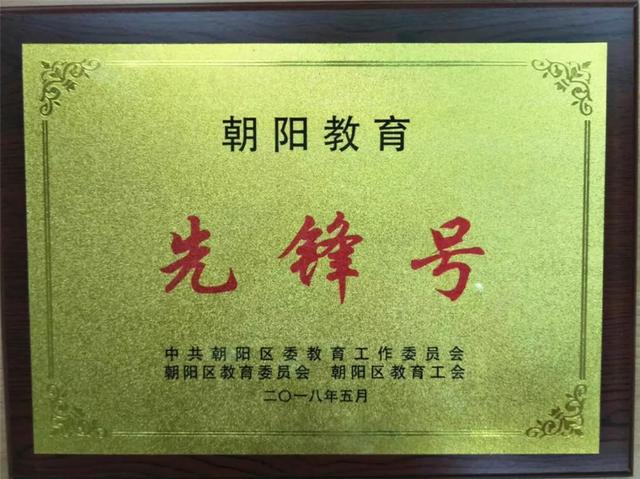 朝阳教育
先锋号
中共朝阳区委教育工作委员会
朝阳区教育委员会 朝阳区教育工会
二〇一八年五月